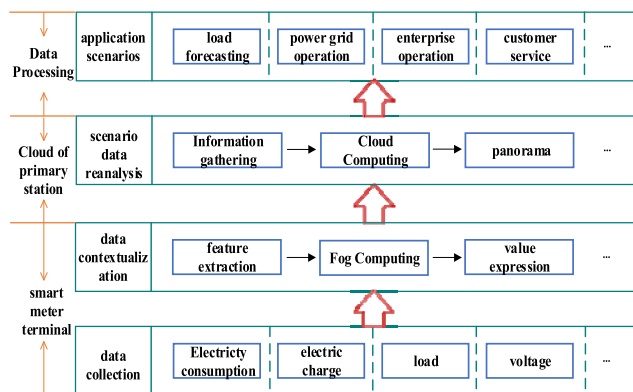 Data
Processing
application
scenarios
load
forecasting
power grid
operation
enterprise
operation
customer
service
...
Cloud of
primary
station
scenario
data
reanalysis
Information
gathering
Cloud
Computing
panorama
...
smart
meter
terminal
data
contextualiz
ation
feature
extraction
Fog Computing
value
expression
...
data
collection
Electricty
consumption
electric
charge
load
voltage
...